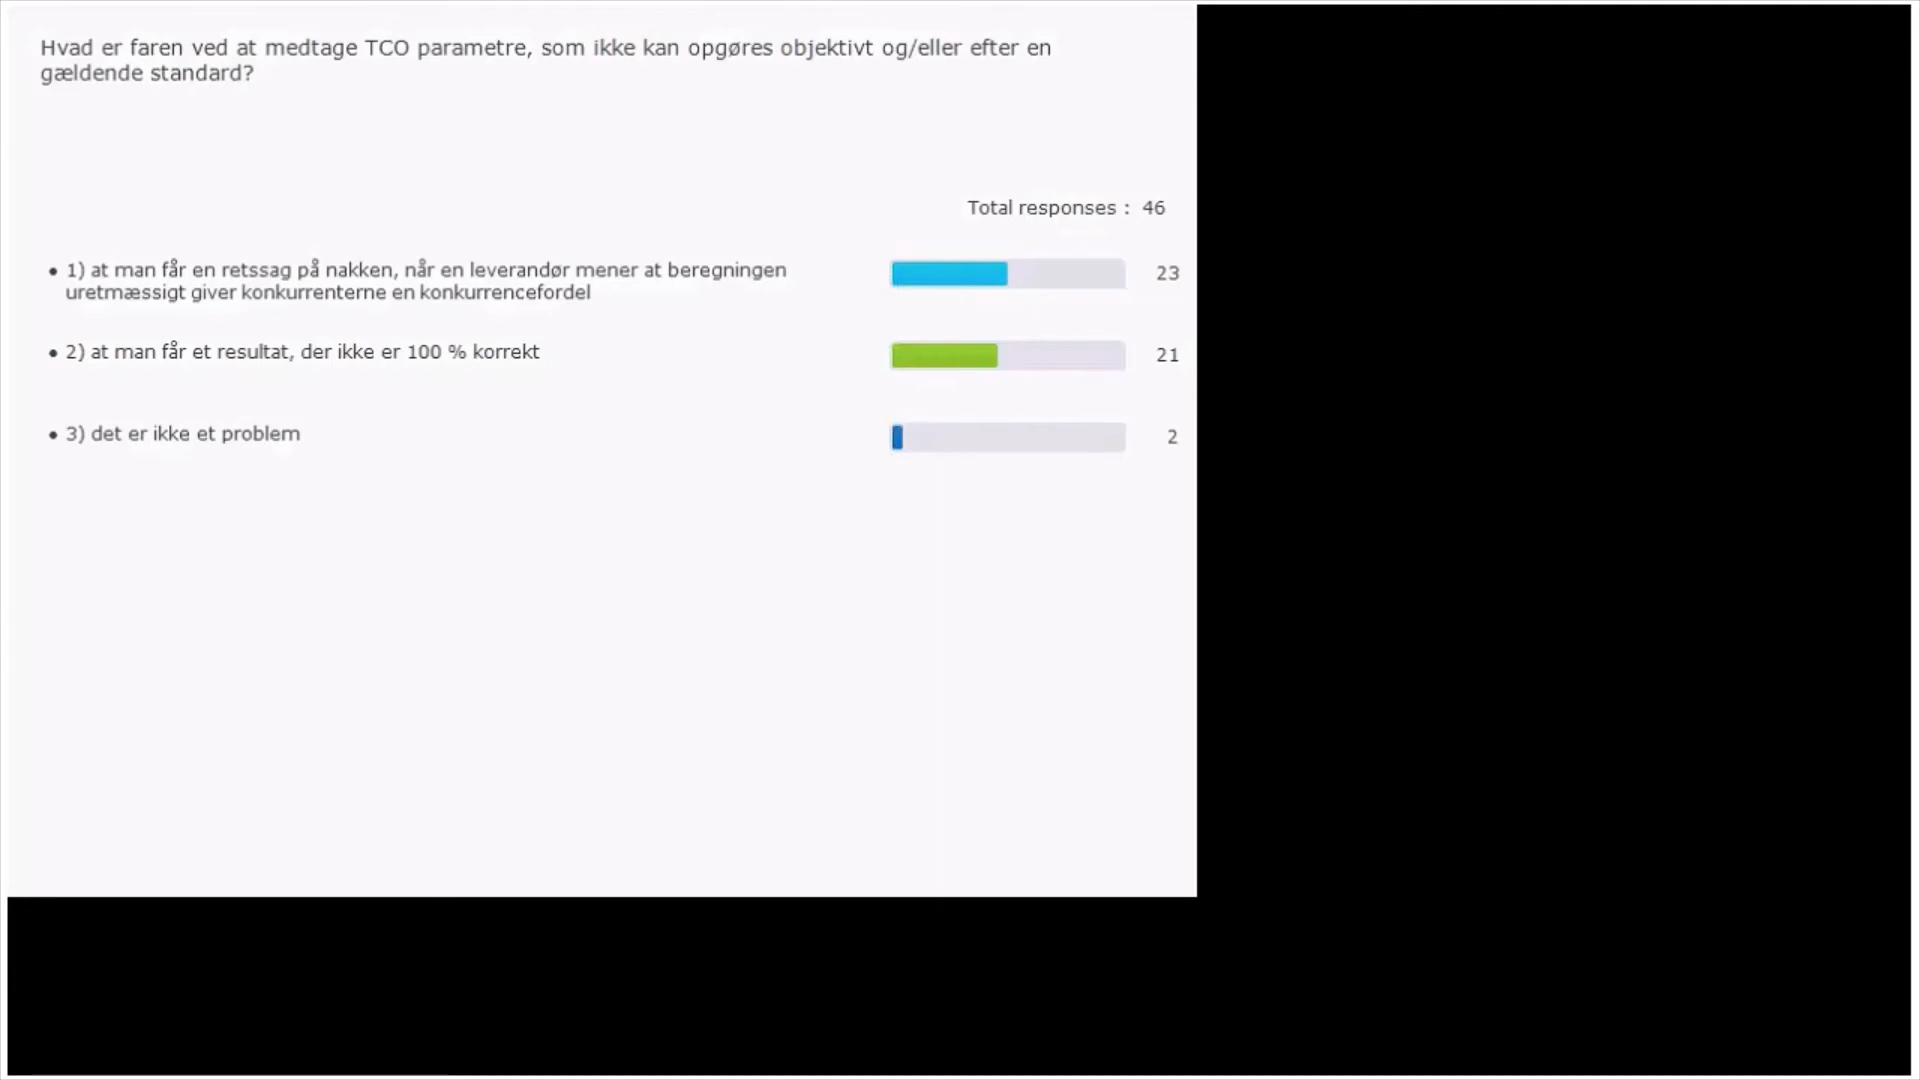 Hvad er faren ved at medtage TCO parametre, som ikke kan opgøres objektivt og/eller efter en
gældende standard?
Total responses : 46
• 1) at man får en retssag på nakken, når en leverandør mener at beregningen
uretmæssigt giver konkurrenterne en konkurrencefordel
23
• 2) at man får et resultat, der ikke er 100 % korrekt
21
• 3) det er ikke et problem
2